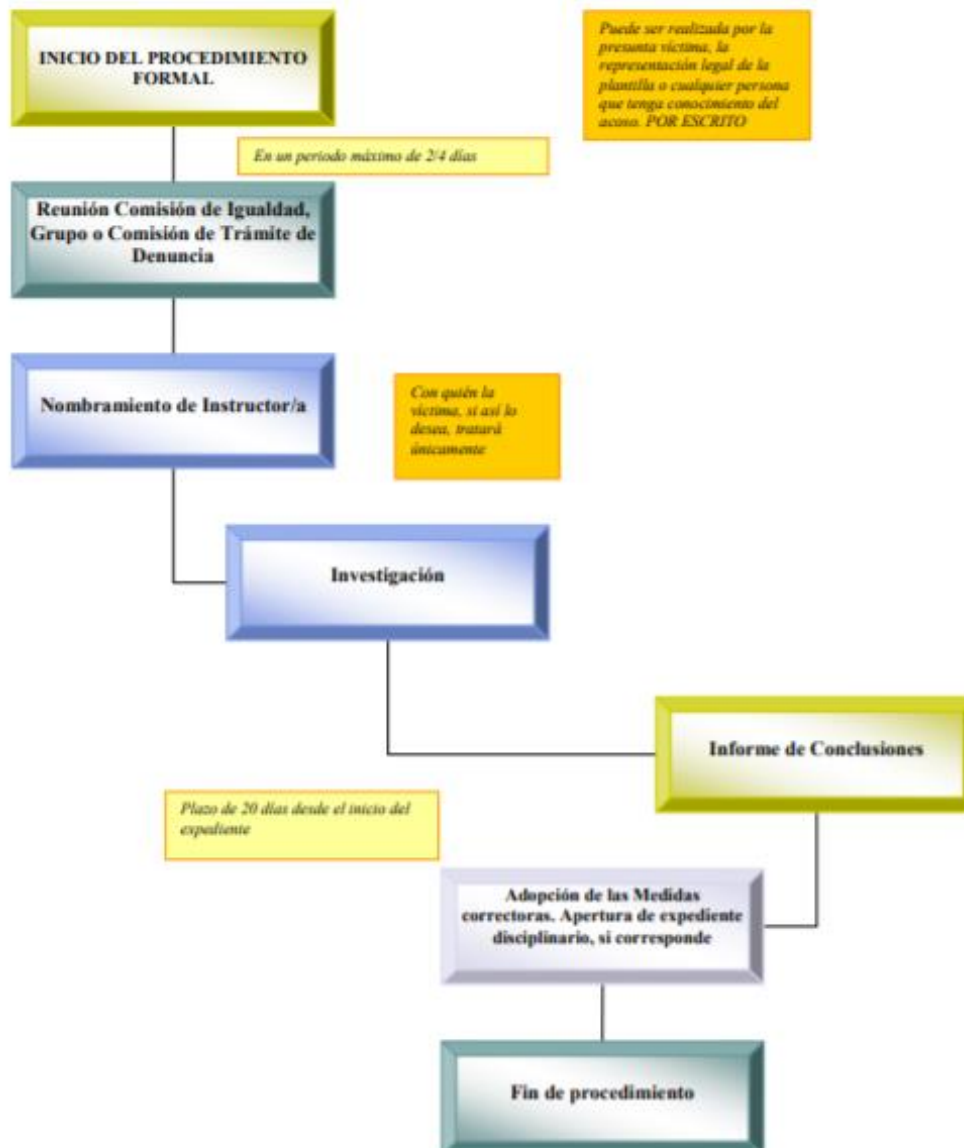 INICIO DEL PROCEDIMIENTO
FORMAL
Puede ser realizada por la
presunta víctima, la
representación legal de la
plantilla o cualquier persona
que tenga conocimiento del
acoso. POR ESCRITO
En un periodo máximo de 2/4 días
Reunión Comisión de Igualdad,
Grupo o Comisión de Trámite de
Denuncia
Nombramiento de Instructor/a
Con quién la
víctima, si así lo
desea, tratará
únicamente
Investigación
Informe de Conclusiones
Plazo de 20 días desde el inicio del
expediente
Adopción de las Medidas
correctoras. Apertura de expediente
disciplinario, si corresponde
Fin de procedimiento